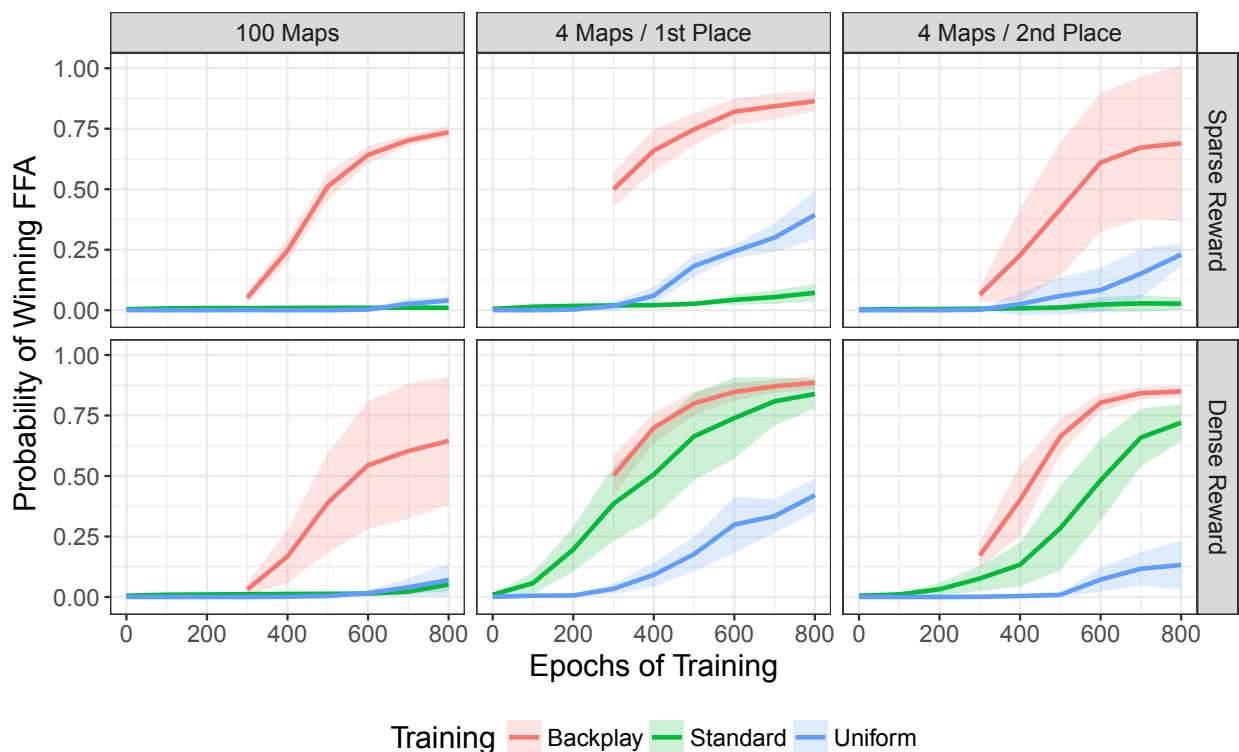 100 Maps
4 Maps / 1st Place
4 Maps / 2nd Place
Probability of Winning FFA
1.00
0.75
0.50
0.25
0.00
Sparse Reward
1.00
0.75
0.50
0.25
0.00
Dense Reward
0 200 400 600 800
0 200 400 600 800
0 200 400 600 800
Epochs of Training
Training Backplay Standard Uniform